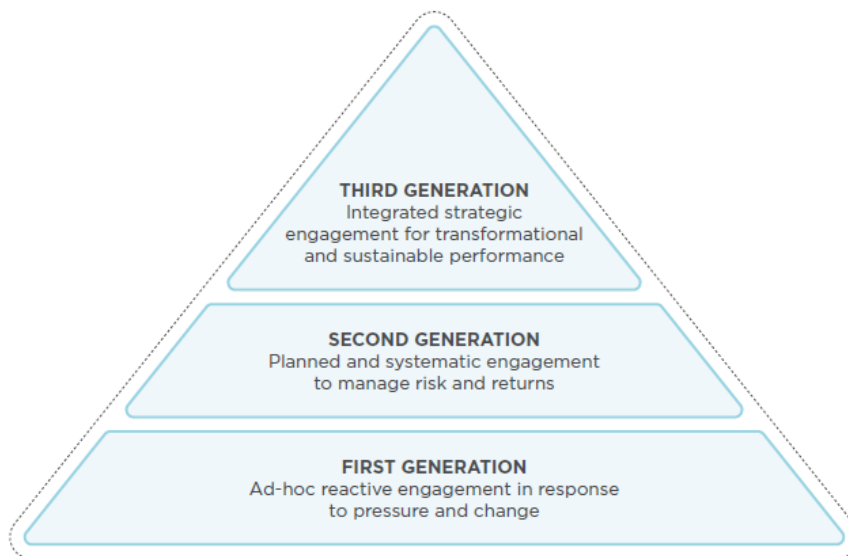 THIRD GENERATION
Integrated strategic
engagement for transformational
and sustainable performance
SECOND GENERATION
Planned and systematic engagement
to manage risk and returns
FIRST GENERATION
Ad-hoc reactive engagement in response
to pressure and change